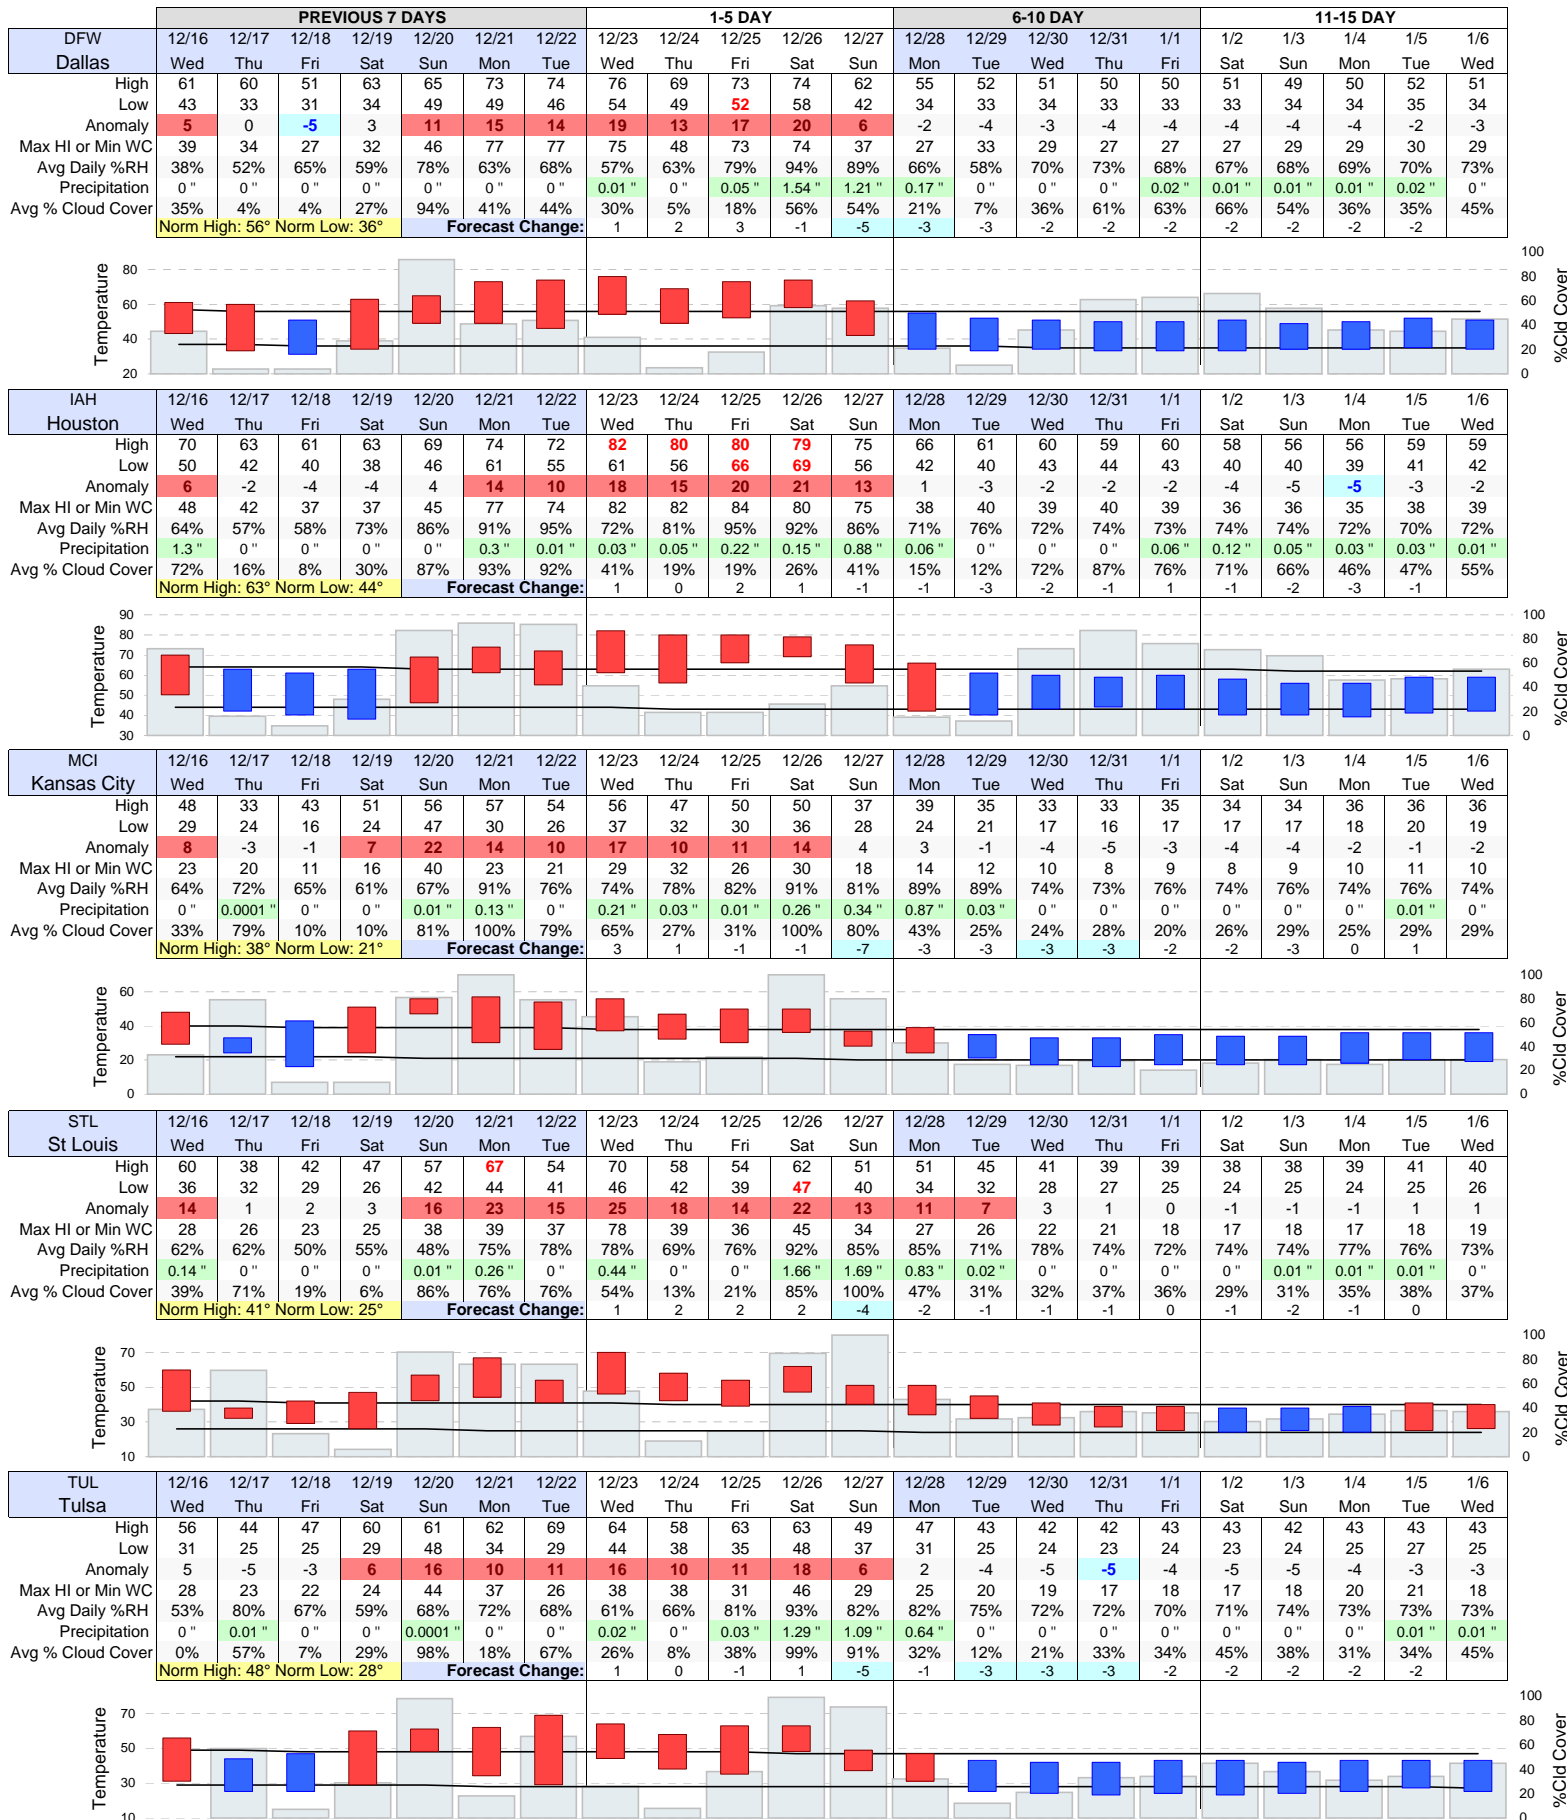 PREVIOUS 7 DAYS 1-5 DAY 6-10 DAY 11-15 DAY
DFW 12/16 12/17 12/18 12/19 12/20 12/21 12/22 12/23 12/24 12/25 12/26 12/27 12/28 12/29 12/30 12/31 1/1 1/2 1/3 1/4 1/5 1/6
Dallas Wed Thu Fri Sat Sun Mon Tue Wed Thu Fri Sat Sun Mon Tue Wed Thu Fri Sat Sun Mon Tue Wed
High 61 60 51 63 65 73 74 76 69 73 74 62 55 52 51 50 50 51 49 50 52 51
Low 43 33 31 34 49 49 46 54 49 52 58 42 34 33 34 33 33 33 34 34 35 34
Anomaly 5 0 -5 3 11 15 14 19 13 17 20 6 -2 -4 -3 -4 -4 -4 -4 -4 -2 -3
Max HI or Min WC 39 34 27 32 46 77 77 75 48 73 74 37 27 33 29 27 28 27 29 29 30 29
Avg Daily %RH 38% 52% 65% 59% 78% 63% 68% 57% 63% 79% 94% 89% 66% 58% 70% 73% 68% 67% 68% 69% 70% 73%
Precipitation 0 " 0 " 0 " 0 " 0 " 0 " 0 " 0.01 " 0 " 0.05 " 1.54 " 1.21 " 0.17 " 0 " 0 " 0 " 0.02 " 0.01 " 0.01 " 0.01 " 0.02 " 0 "
Avg % Cloud Cover 35% 4% 4% 27% 94% 41% 44% 30% 5% 18% 56% 54% 21% 7% 36% 61% 63% 66% 54% 36% 35% 45%
Norm High: 56° Norm Low: 36° Forecast Change: 1 2 3 -1 -5 -3 -3 -2 -2 -2 -2 -2 -2 -2
100
80 80
60 60
40 40
20
20 0
Temperature
%Cld Cover
IAH 12/16 12/17 12/18 12/19 12/20 12/21 12/22 12/23 12/24 12/25 12/26 12/27 12/28 12/29 12/30 12/31 1/1 1/2 1/3 1/4 1/5 1/6
Houston Wed Thu Fri Sat Sun Mon Tue Wed Thu Fri Sat Sun Mon Tue Wed Thu Fri Sat Sun Mon Tue Wed
High 70 63 61 63 69 74 72 82 80 80 79 75 66 61 60 59 60 58 56 56 59 59
Low 50 42 40 38 46 61 55 61 56 66 69 56 42 40 43 44 43 40 40 39 41 42
Anomaly 6 -2 -4 -4 4 14 10 18 15 20 21 13 1 -3 -2 -2 -2 -4 -5 -5 -3 -2
Max HI or Min WC 48 42 37 37 45 77 74 82 82 84 80 75 38 40 39 40 39 36 36 35 38 39
Avg Daily %RH 64% 57% 58% 73% 86% 91% 95% 72% 81% 95% 92% 86% 71% 76% 72% 74% 73% 74% 74% 72% 70% 72%
Precipitation 1.3 " 0 " 0 " 0 " 0 " 0.3 " 0.01 " 0.03 " 0.05 " 0.22 " 0.15 " 0.88 " 0.06 " 0 " 0 " 0 " 0.06 " 0.12 " 0.05 " 0.03 " 0.03 " 0.01 "
Avg % Cloud Cover 72% 16% 8% 30% 87% 93% 92% 41% 19% 19% 26% 41% 15% 12% 72% 87% 76% 71% 66% 46% 47% 55%
Norm High: 63° Norm Low: 44° Forecast Change: 1 0 2 1 -1 -1 -3 -2 -1 1 -1 -2 -3 -1
90 100
80 80
70
60 60
50 40
40 20
30 0
Temperature
%Cld Cover
MCI 12/16 12/17 12/18 12/19 12/20 12/21 12/22 12/23 12/24 12/25 12/26 12/27 12/28 12/29 12/30 12/31 1/1 1/2 1/3 1/4 1/5 1/6
Kansas City Wed Thu Fri Sat Sun Mon Tue Wed Thu Fri Sat Sun Mon Tue Wed Thu Fri Sat Sun Mon Tue Wed
High 48 33 43 51 56 57 54 56 47 50 50 37 39 35 33 33 35 34 34 36 36 36
Low 29 24 16 24 47 30 26 37 32 30 36 28 24 21 17 16 17 17 17 18 20 19
Anomaly 8 -3 -1 7 22 14 10 17 10 11 14 4 3 -1 -4 -5 -3 -4 -4 -2 -1 -2
Max HI or Min WC 23 20 11 16 40 23 21 29 32 26 30 18 14 12 10 8 9 8 9 10 11 10
Avg Daily %RH 64% 72% 65% 61% 67% 91% 76% 74% 78% 82% 91% 81% 89% 89% 74% 73% 76% 74% 76% 74% 76% 74%
Precipitation 0 " 0.0001 " 0 " 0 " 0.01 " 0.13 " 0 " 0.21 " 0.03 " 0.01 " 0.26 " 0.34 " 0.87 " 0.03 " 0 " 0 " 0 " 0 " 0 " 0 " 0.01 " 0 "
Avg % Cloud Cover 33% 79% 10% 10% 81% 100% 79% 65% 27% 31% 100% 80% 43% 25% 24% 28% 20% 26% 29% 25% 29% 29%
Norm High: 38° Norm Low: 21° Forecast Change: 3 1 -1 -1 -7 -3 -3 -3 -3 -2 -2 -3 0 1
100
60 80
40 60
20 40
20
0 0
Temperature
%Cld Cover
STL 12/16 12/17 12/18 12/19 12/20 12/21 12/22 12/23 12/24 12/25 12/26 12/27 12/28 12/29 12/30 12/31 1/1 1/2 1/3 1/4 1/5 1/6
St Louis Wed Thu Fri Sat Sun Mon Tue Wed Thu Fri Sat Sun Mon Tue Wed Thu Fri Sat Sun Mon Tue Wed
High 60 38 42 47 57 67 54 70 58 54 62 51 51 45 41 39 39 38 38 39 41 40
Low 36 32 29 26 42 44 41 46 42 39 47 40 34 32 28 27 25 24 25 24 25 26
Anomaly 14 1 2 3 16 23 15 25 18 14 22 13 11 7 3 1 0 -1 -1 -1 1 1
Max HI or Min WC 28 26 23 25 38 39 37 78 39 36 45 34 27 26 22 21 18 17 18 17 18 19
Avg Daily %RH 62% 62% 50% 55% 48% 75% 78% 78% 69% 76% 92% 85% 85% 71% 78% 74% 72% 74% 74% 77% 76% 73%
Precipitation 0.14 " 0 " 0 " 0 " 0.01 " 0.26 " 0 " 0.44 " 0 " 0 " 1.66 " 1.69 " 0.83 " 0.02 " 0 " 0 " 0 " 0 " 0.01 " 0.01 " 0.01 " 0 "
Avg % Cloud Cover 39% 71% 19% 6% 86% 76% 76% 54% 13% 21% 85% 100% 47% 31% 32% 37% 36% 29% 31% 35% 38% 37%
Norm High: 41° Norm Low: 25° Forecast Change: 1 2 2 2 -4 -2 -1 -1 -1 0 -1 -2 -1 0
100
70 80
50 60
30 40
20
10 0
Temperature
%Cld Cover
TUL 12/16 12/17 12/18 12/19 12/20 12/21 12/22 12/23 12/24 12/25 12/26 12/27 12/28 12/29 12/30 12/31 1/1 1/2 1/3 1/4 1/5 1/6
Tulsa Wed Thu Fri Sat Sun Mon Tue Wed Thu Fri Sat Sun Mon Tue Wed Thu Fri Sat Sun Mon Tue Wed
High 56 44 47 60 61 62 69 64 58 63 63 49 47 43 42 42 43 43 42 43 43 43
Low 31 25 25 29 48 34 29 44 38 35 48 37 31 25 24 23 24 23 24 25 27 25
Anomaly 5 -5 -3 6 16 10 11 16 10 11 18 6 2 -4 -5 -5 -4 -5 -5 -4 -3 -3
Max HI or Min WC 28 23 22 24 44 37 26 38 38 31 46 29 25 20 19 17 18 17 18 20 21 18
Avg Daily %RH 53% 80% 67% 59% 68% 72% 68% 61% 66% 81% 93% 82% 82% 75% 72% 72% 70% 71% 74% 73% 73% 73%
Precipitation 0 " 0.01 " 0 " 0 " 0.0001 " 0 " 0 " 0.02 " 0 " 0.03 " 1.29 " 1.09 " 0.64 " 0 " 0 " 0 " 0 " 0 " 0 " 0 " 0.01 " 0.01 "
Avg % Cloud Cover 0% 57% 7% 29% 98% 18% 67% 26% 8% 38% 99% 91% 32% 12% 21% 33% 34% 45% 38% 31% 34% 45%
Norm High: 48° Norm Low: 28° Forecast Change: 1 0 -1 1 -5 -1 -3 -3 -3 -2 -2 -2 -2 -2
100
70 80
50 60
30 40
20
10 0
Temperature
%Cld Cover